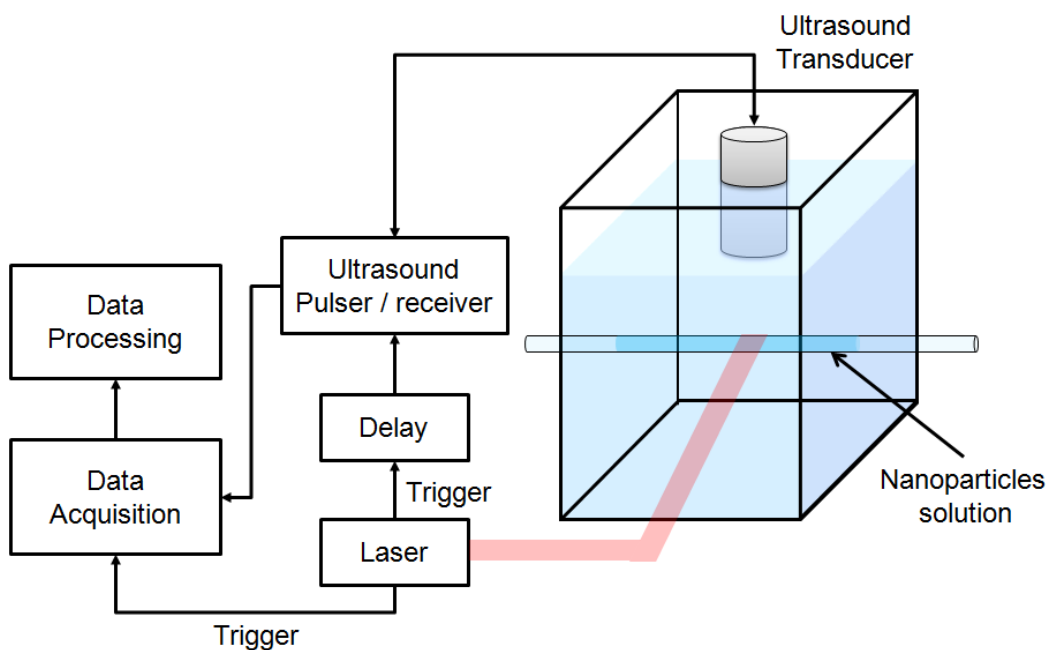 Ultrasound
Transducer
Ultrasound
Pulser / receiver
Data
Processing
Delay
Data
Acquisition
Trigger
Nanoparticles
solution
Laser
Trigger